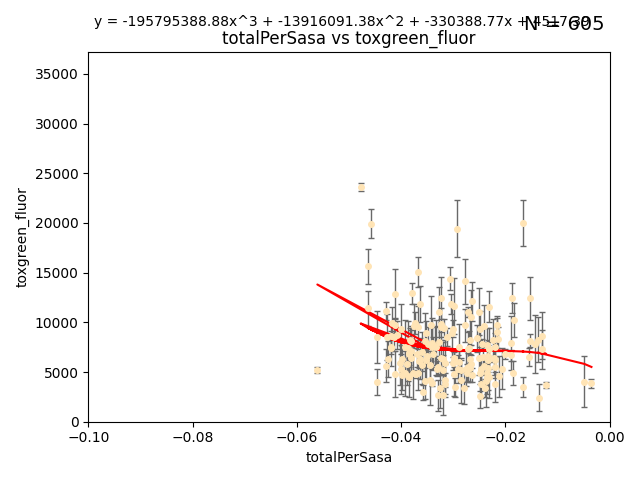 y = -195795388.88x^3 + -13916091.38x^2 + -330388.77x + 4517.39
N = 605
totalPerSasa vs toxgreen_fluor
35000
30000
25000
20000
15000
10000
5000
0
toxgreen_fluor
−0.10 −0.08 −0.06 −0.04 −0.02 0.00
totalPerSasa